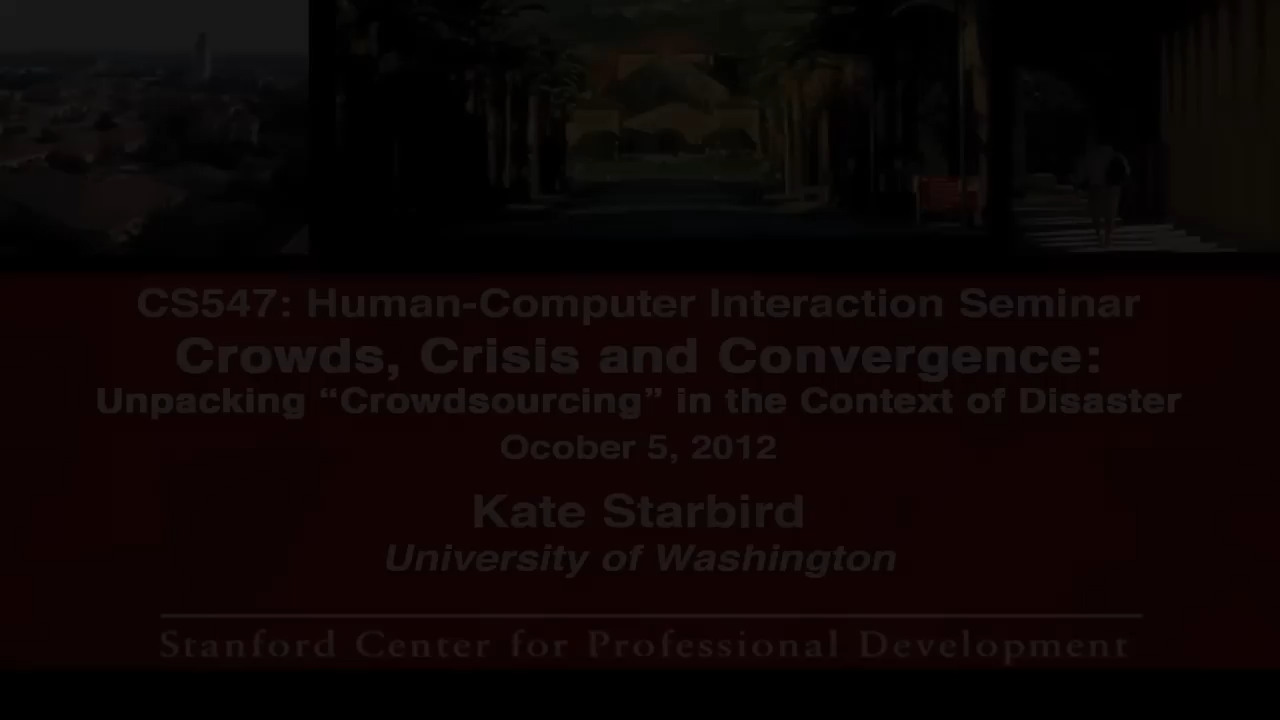 CS547: Human-Computer Interaction Seminar
Crowds, Crisis and Convergence:
Unpacking “Crowdsourcing” in the Context of Disaster
Ocober 5, 2012
Kate Starbird
University of Washington
Stanford Center for Professional Development